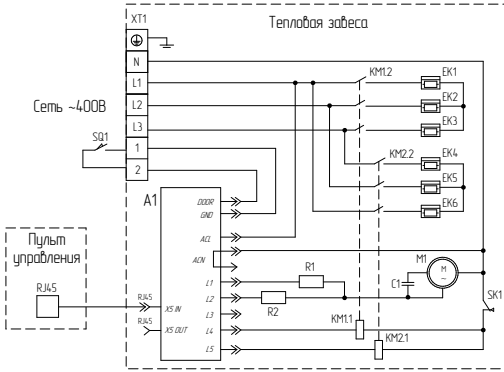 XT1
Тепловая завеса
N
L1
L2
L3
1
2
Сеть ~400В
SQ1
KM1.2
EK1
EK2
EK3
KM2.2
EK4
EK5
EK6
A1
DOOR
GND
ACL
ACN
L1
L2
L3
L4
L5
R1
R2
C1
M1
M
~
SK1
KM1.1
KM2.1
Пульт
управления
RJ45
RJ45
X5 IN
RJ45
X5 OUT